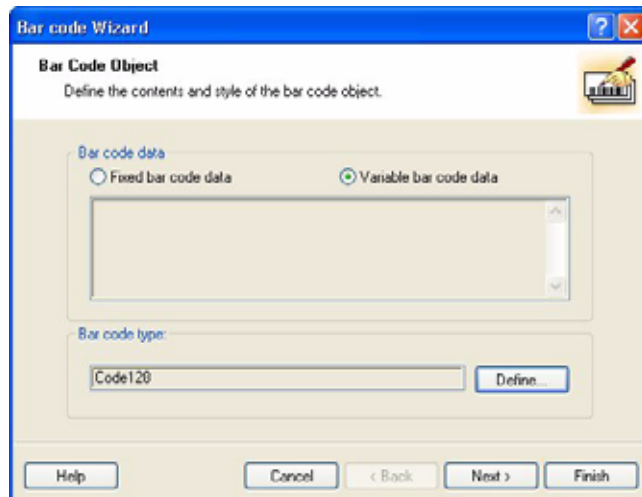 Bar code Wizard
Bar Code Object
Define the contents and style of the bar code object.
Bar code data
Fixed bar code data Variable bar code data
Bar code type:
Code128 Define...
Help Cancel < Back Next > Finish